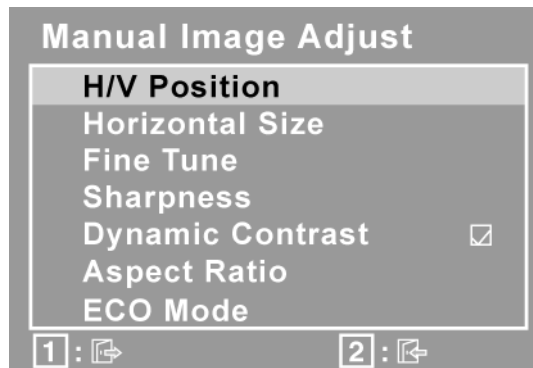 Manual Image Adjust
H/V Position
Horizontal Size
Fine Tune
Sharpness
Dynamic Contrast
Aspect Ratio
ECO Mode
1 : 2 :